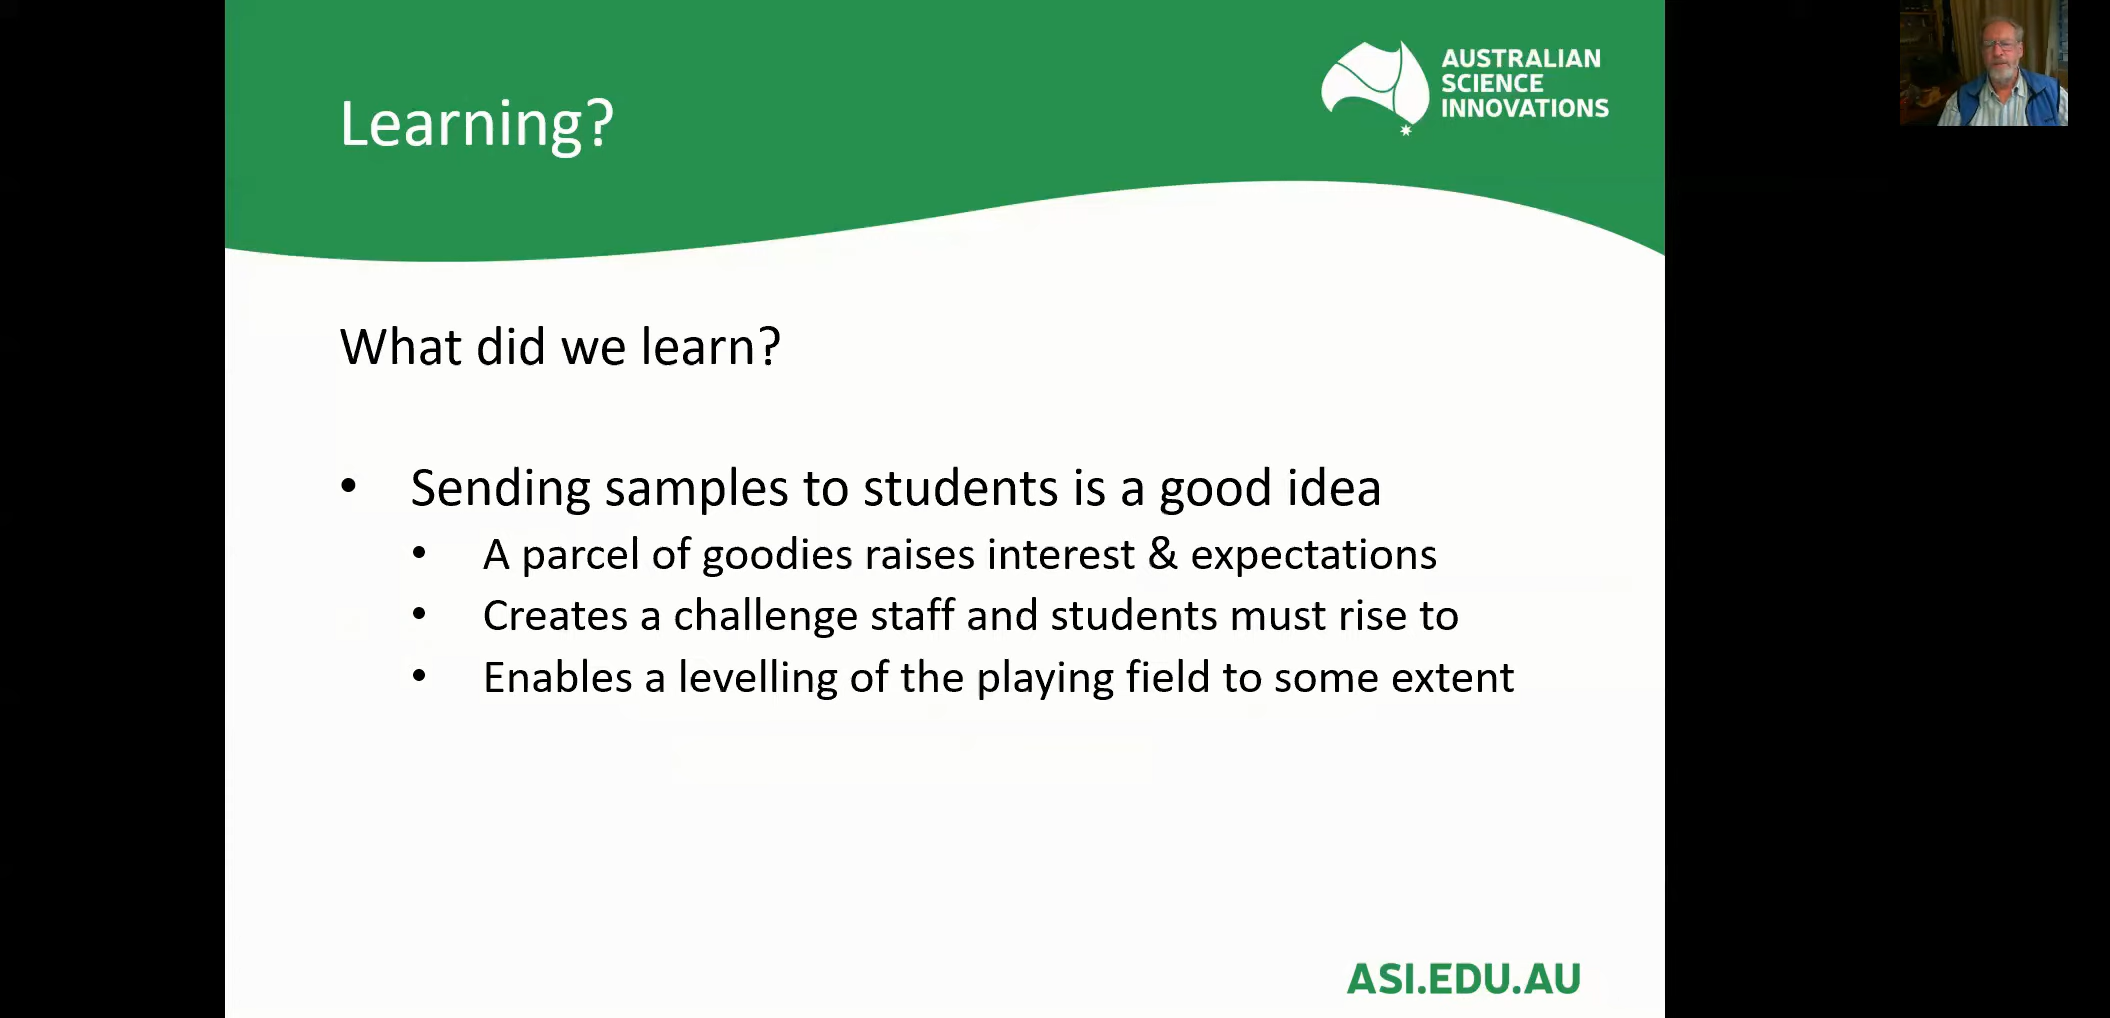 Learning?
AUSTRALIAN
SCIENCE
INNOVATIONS
What did we learn?
• Sending samples to students is a good idea
• A parcel of goodies raises interest & expectations
• Creates a challenge staff and students must rise to
• Enables a levelling of the playing field to some extent
ASI.EDU.AU